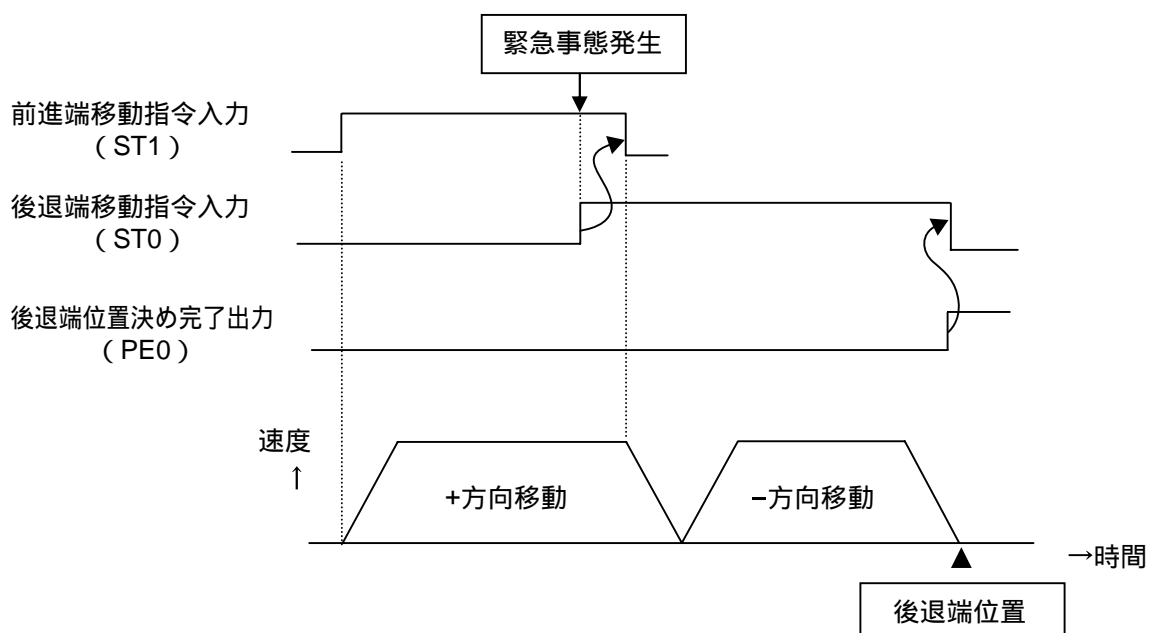 緊急事態発生
前進端移動指令入力
（ST1）
後退端移動指令入力
（ST0）
後退端位置決め完了出力
（PE0）
速度
↑
+方向移動
−方向移動
→時間
後退端位置